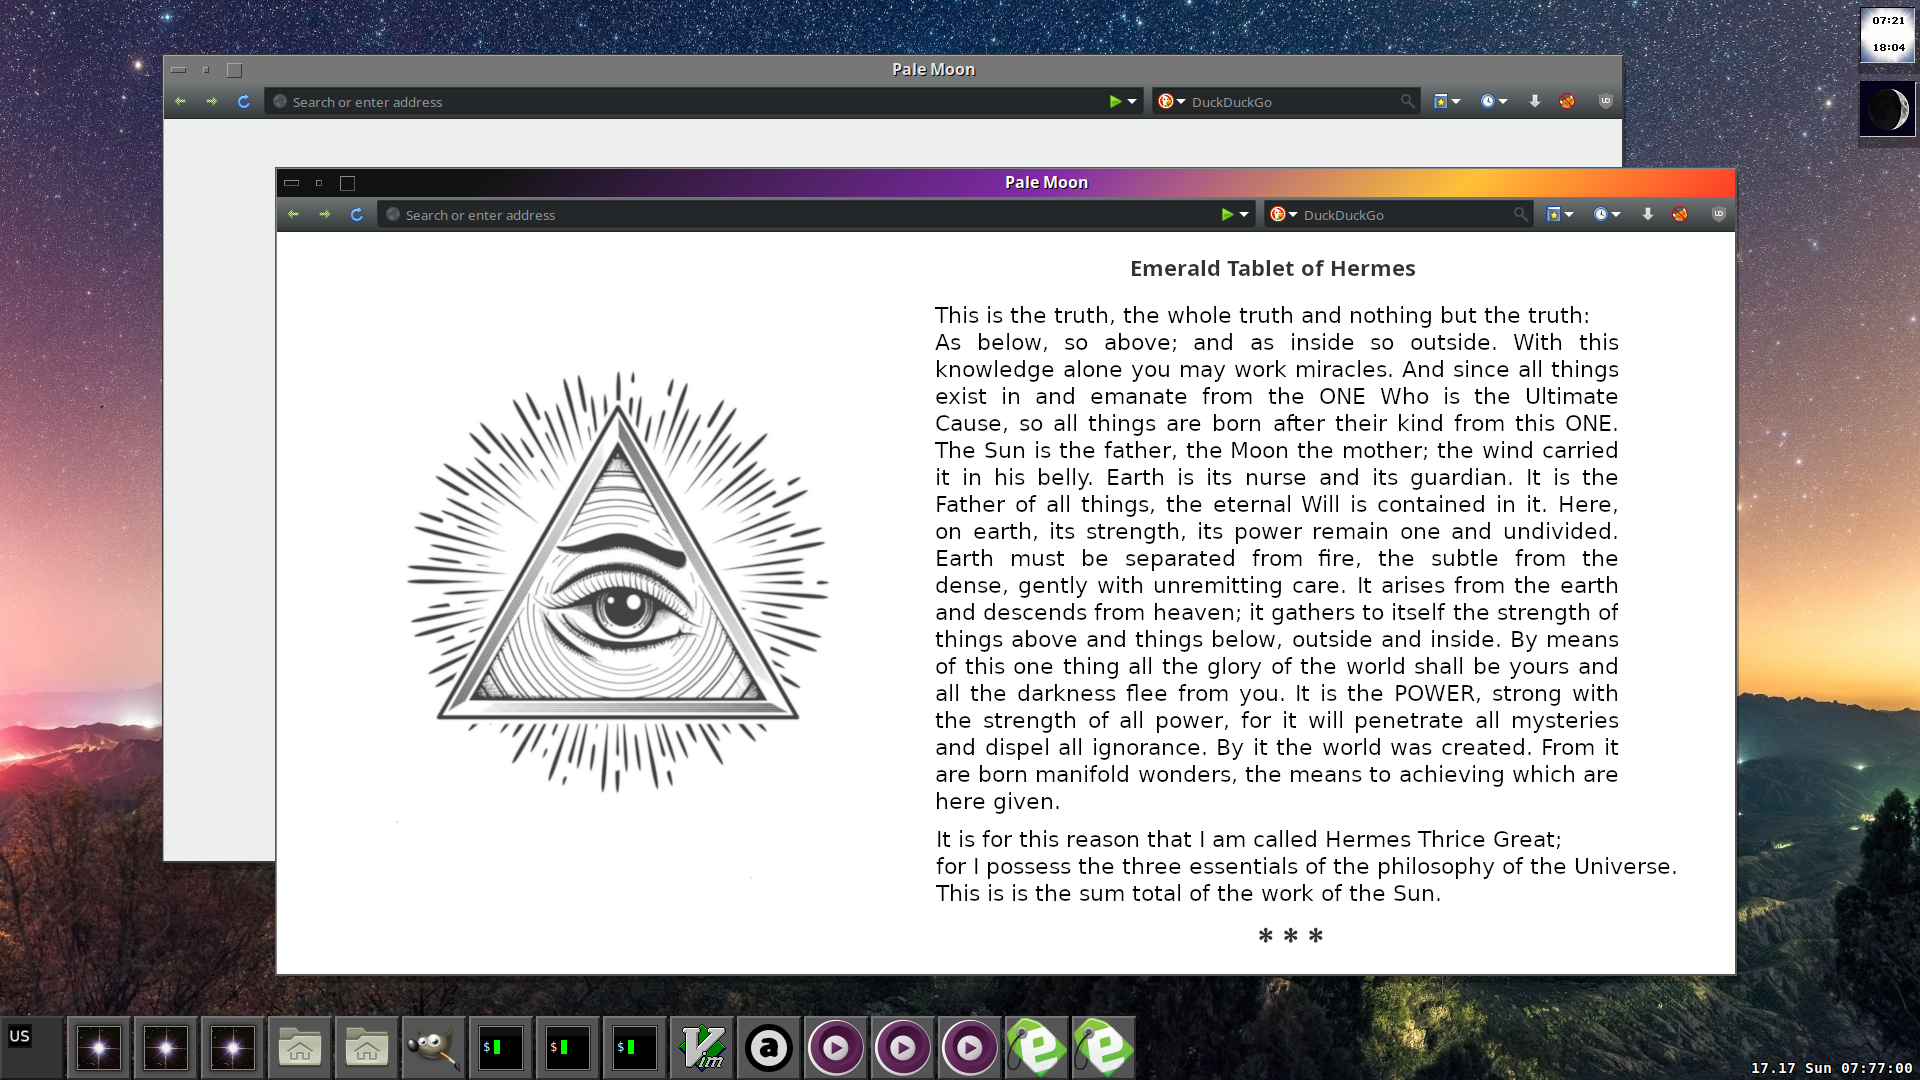 07:21
18:04
Pale Moon
Search or enter address
DuckDuckGo
Pale Moon
Search or enter address
DuckDuckGo
Emerald Tablet of Hermes
This is the truth, the whole truth and nothing but the truth:
As below, so above; and as inside so outside. With this
knowledge alone you may work miracles. And since all things
exist in and emanate from the ONE Who is the Ultimate
Cause, so all things are born after their kind from this ONE.
The Sun is the father, the Moon the mother; the wind carried
it in his belly. Earth is its nurse and its guardian. It is the
Father of all things, the eternal Will is contained in it. Here,
on earth, its strength, its power remain one and undivided.
Earth must be separated from fire, the subtle from the
dense, gently with unremitting care. It arises from the earth
and descends from heaven; it gathers to itself the strength of
things above and things below, outside and inside. By means
of this one thing all the glory of the world shall be yours and
all the darkness flee from you. It is the POWER, strong with
the strength of all power, for it will penetrate all mysteries
and dispel all ignorance. By it the world was created. From it
are born manifold wonders, the means to achieving which are
here given.
It is for this reason that I am called Hermes Thrice Great;
for I possess the three essentials of the philosophy of the Universe.
This is is the sum total of the work of the Sun.
* * *
US
$
$
$
Vim
a
e
e
17.17 Sun 07:77:00